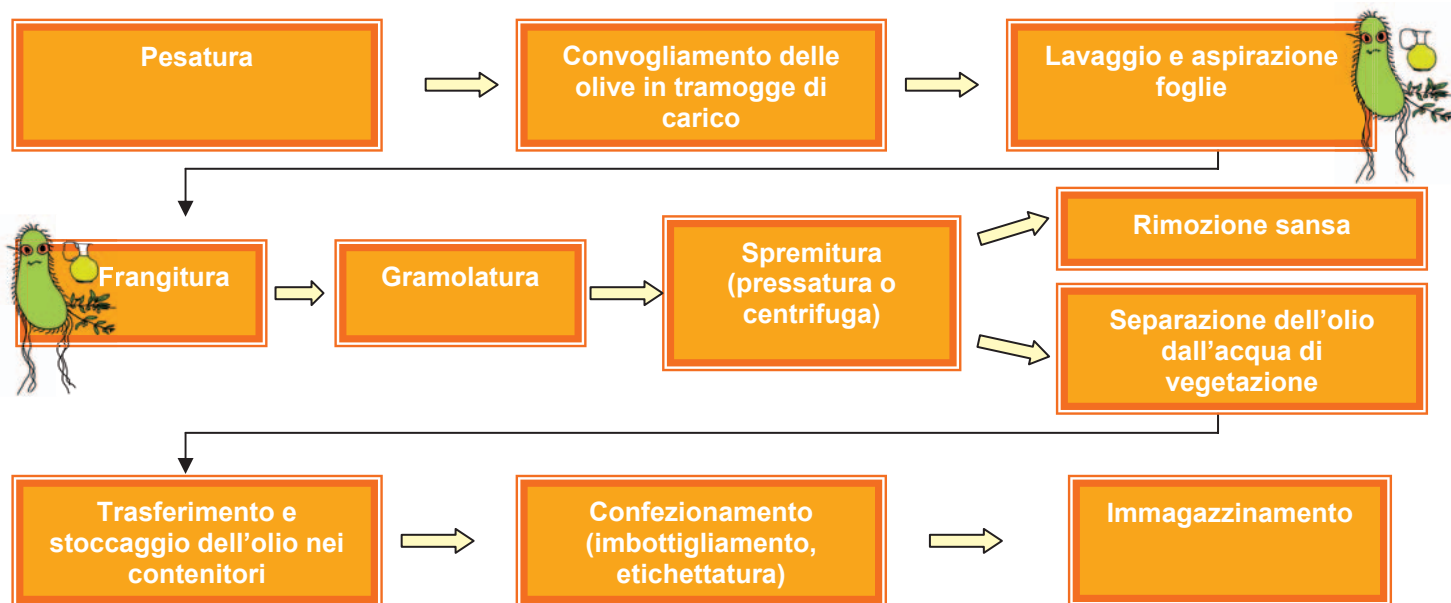 Pesatura
Convogliamento delle
olive in tramogge di
carico
Lavaggio e aspirazione
foglie
Frangitura
Gramolatura
Spremitura
(pressatura o
centrifuga)
Rimozione sansa
Separazione dell’olio
dall’acqua di
vegetazione
Trasferimento e
stoccaggio dell’olio nei
contenitori
Confezionamento
(imbottigliamento,
etichettatura)
Immagazzinamento